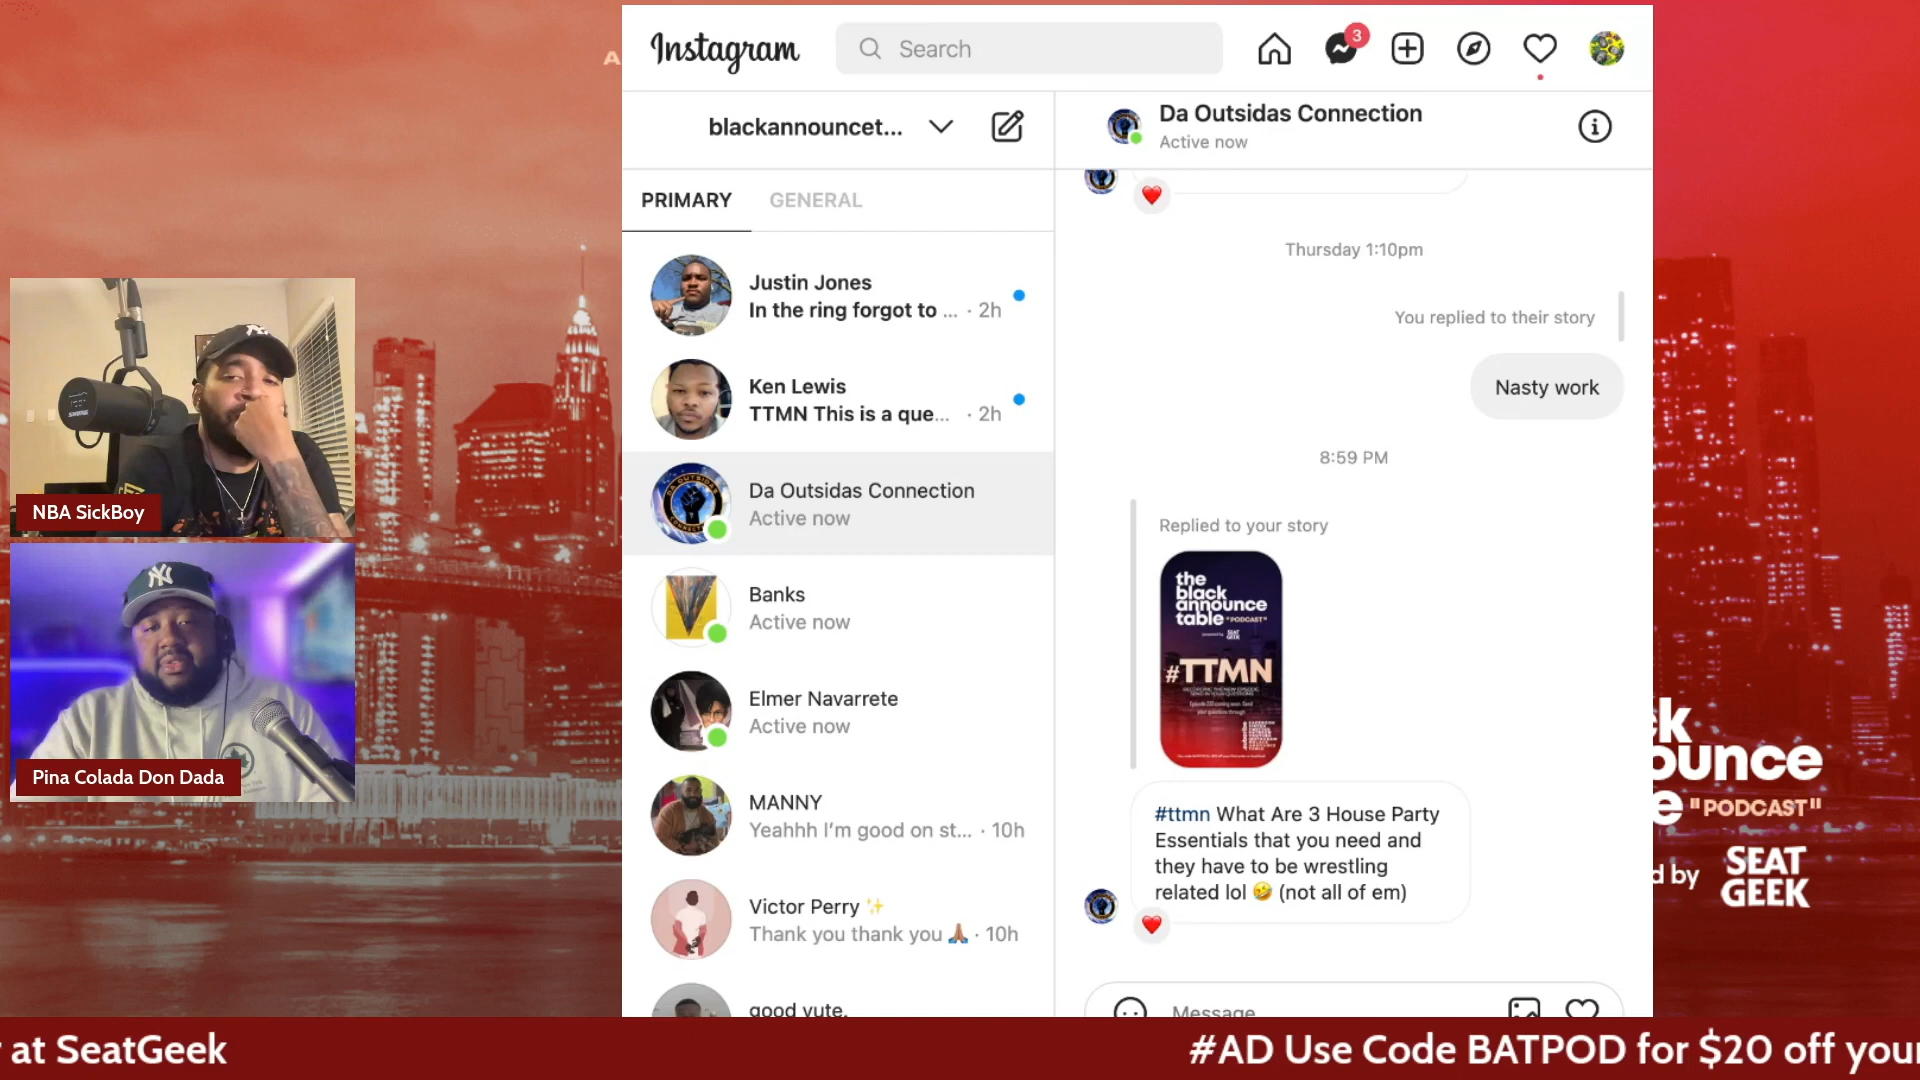 A
Instagram
Search
3
blackannouncet...
Da Outsidas Connection
Active now
PRIMARY
GENERAL
Thursday 1:10pm
Justin Jones
In the ring forgot to ... · 2h
You replied to their story
Ken Lewis
TTMN This is a que... · 2h
Nasty work
8:59 PM
Da Outsidas Connection
Active now
Replied to your story
the
black
announce
table "PODCAST"
SEAT
GEEK
#TTMN
Banks
Active now
Elmer Navarrete
Active now
MANNY
Yeahhh I'm good on st... · 10h
#ttmn What Are 3 House Party
Essentials that you need and
they have to be wrestling
related lol 🤣 (not all of em)
Victor Perry ✨
Thank you thank you 🙏🏽 · 10h
good vute.
Message...
NBA SickBoy
Pina Colada Don Dada
ck
ounce
e "PODCAST"
d by SEAT
GEEK
at SeatGeek
#AD Use Code BATPOD for $20 off your